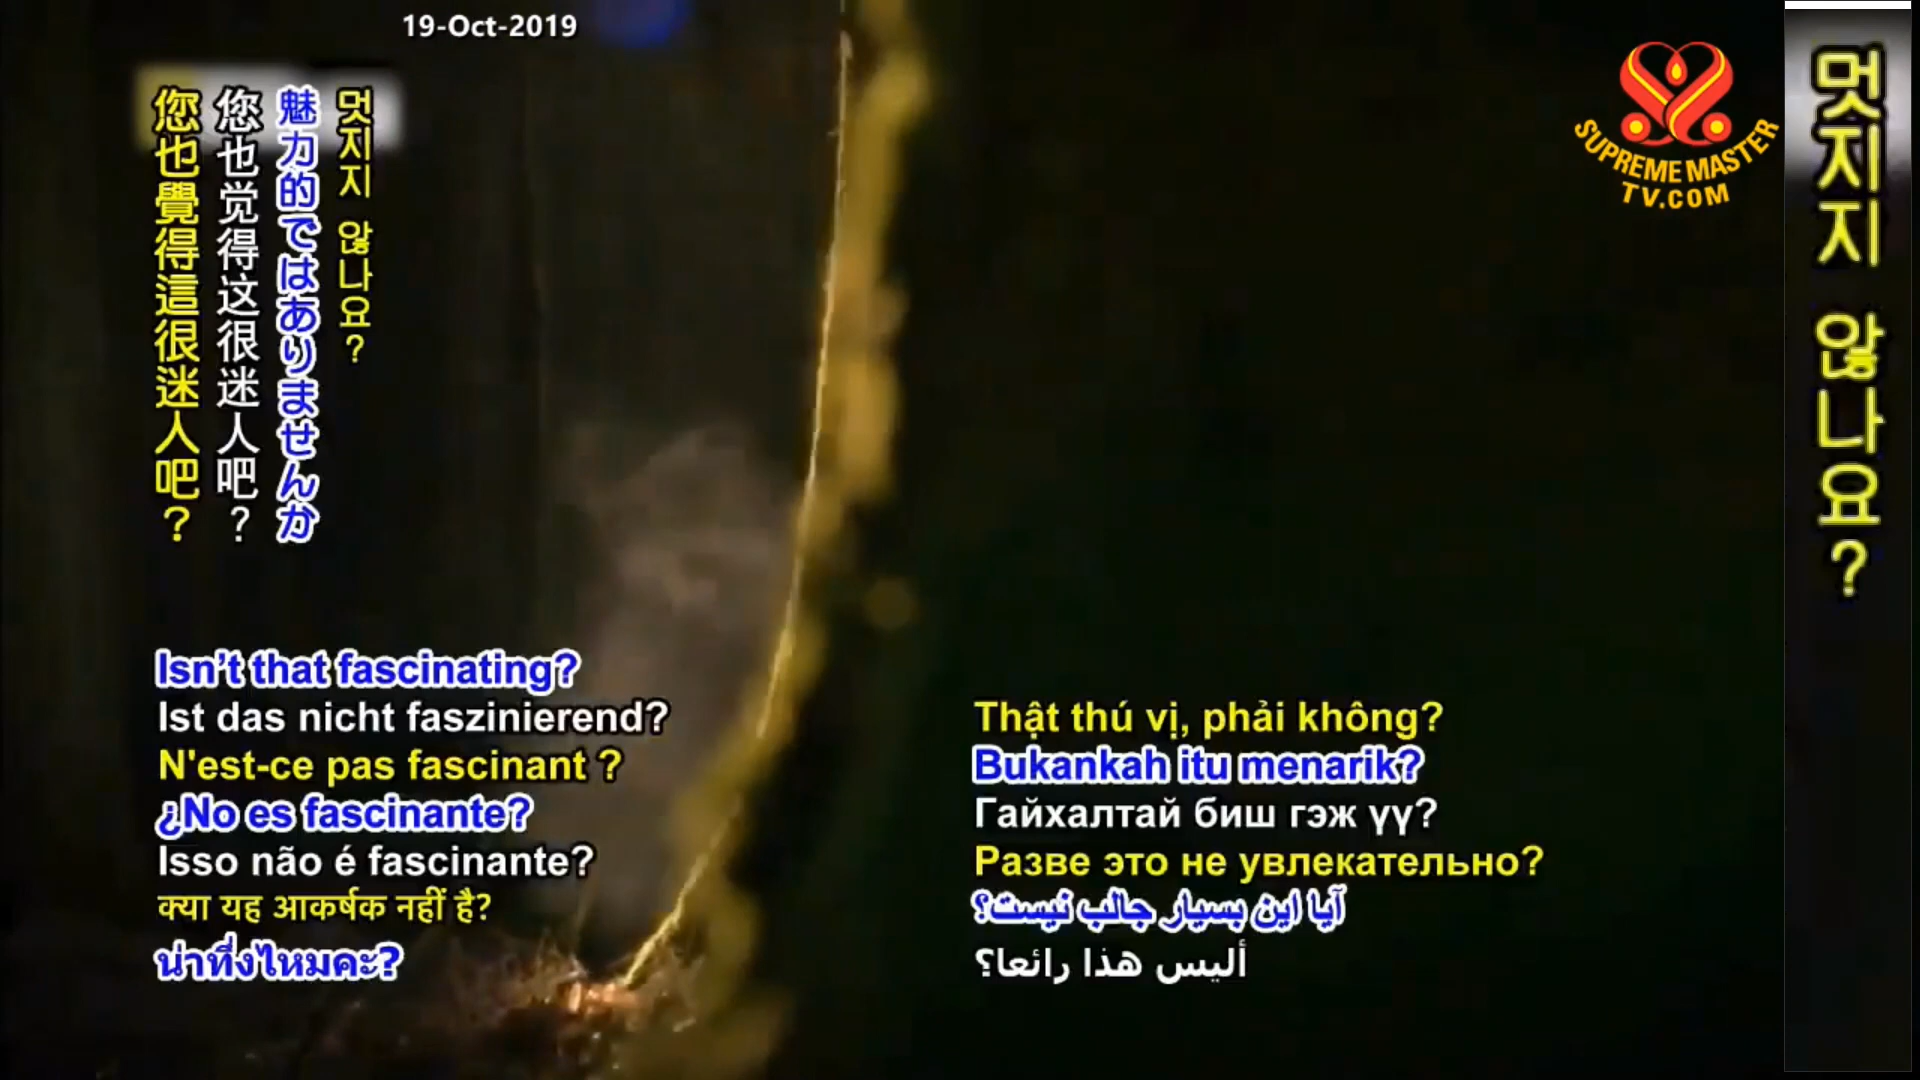 19-Oct-2019
SUPREME MASTER
TV.COM
멋지지 않나요?
멋지지 않나요?
魅力的ではありませんか
您也觉得这很迷人吧？
您也覺得這很迷人吧？
Isn't that fascinating?
Ist das nicht faszinierend?
N'est-ce pas fascinant ?
¿No es fascinante?
Isso não é fascinante?
क्या यह आकर्षक नहीं है?
น่าทึ่งไหมคะ?
Thật thú vị, phải không?
Bukankah itu menarik?
Гайхалтай биш гэж үү?
Разве это не увлекательно?
آیا این بسیار جالب نیست؟
أليس هذا رائعا؟